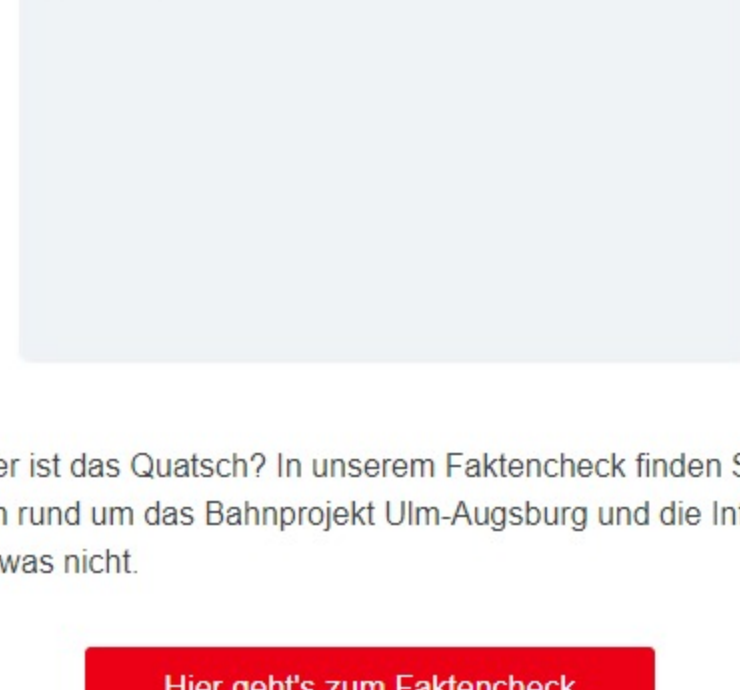 er ist das Quatsch? In unserem Faktencheck finden S
n rund um das Bahnprojekt Ulm-Augsburg und die In
was nicht.
Hier geht's zum Faktencheck